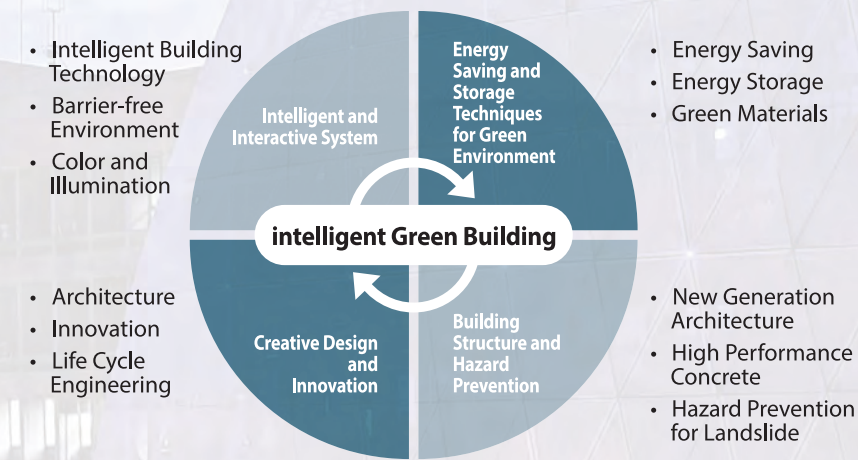 • Intelligent Building
Technology
• Barrier-free
Environment
• Color and
Illumination
Intelligent and
Interactive System
Energy
Saving and
Storage
Techniques
for Green
Environment
• Energy Saving
• Energy Storage
• Green Materials
intelligent Green Building
• Architecture
• Innovation
• Life Cycle
Engineering
Creative Design
and
Innovation
Building
Structure and
Hazard
Prevention
• New Generation
Architecture
• High Performance
Concrete
• Hazard Prevention
for Landslide